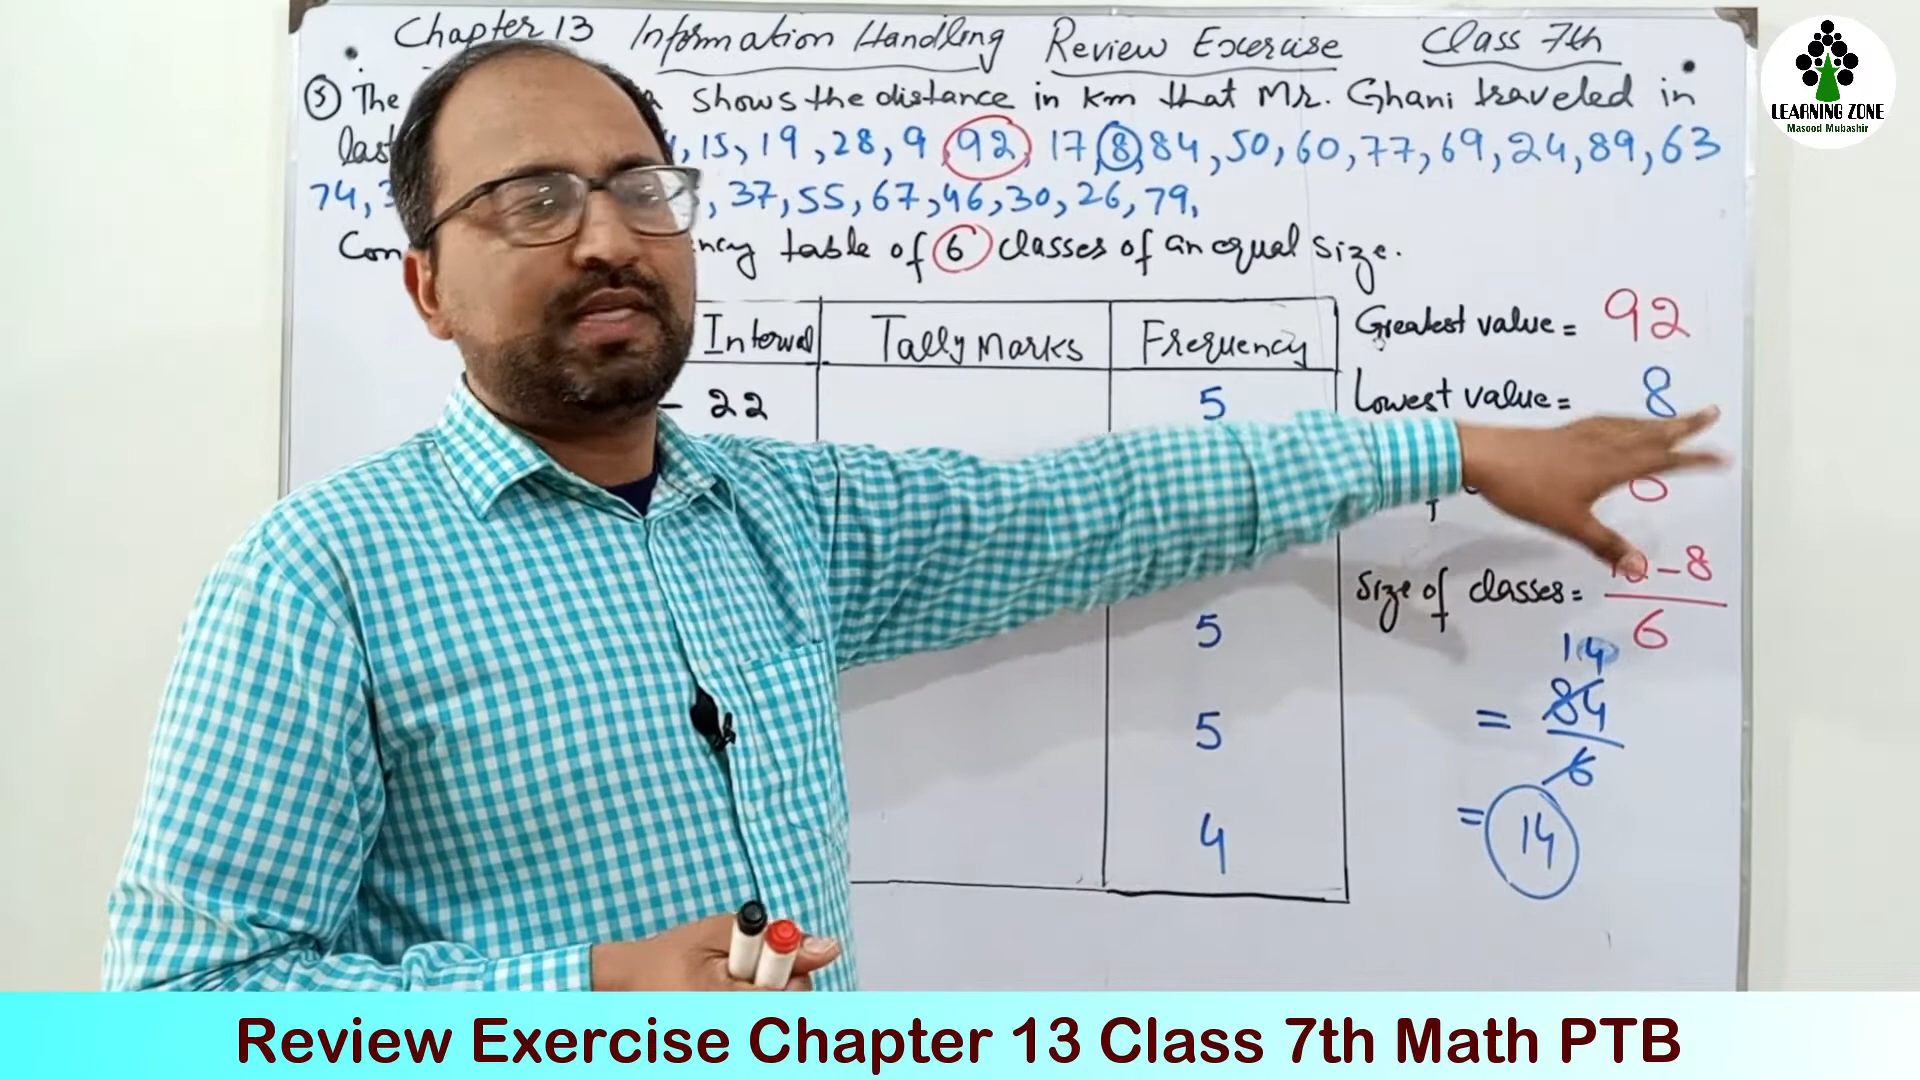 Chapter 13 Information Handling Review Exercise Class 7th
5 The shows the distance in km that Mr. Ghani traveled in
last , 15, 19, 28, 9, 92, 17, 8, 84, 50, 60, 77, 69, 24, 89, 63
74, , 37, 55, 67, 46, 30, 26, 79,
table of 6 classes of an equal size.
Interval Tally Marks Frequency
- 22 5
5
5
4
Greatest value = 92
Lowest value = 8
Size of classes = - 8
6
14
= 84
6
= 14
LEARNING ZONE
Masood Mubashir
Review Exercise Chapter 13 Class 7th Math PTB